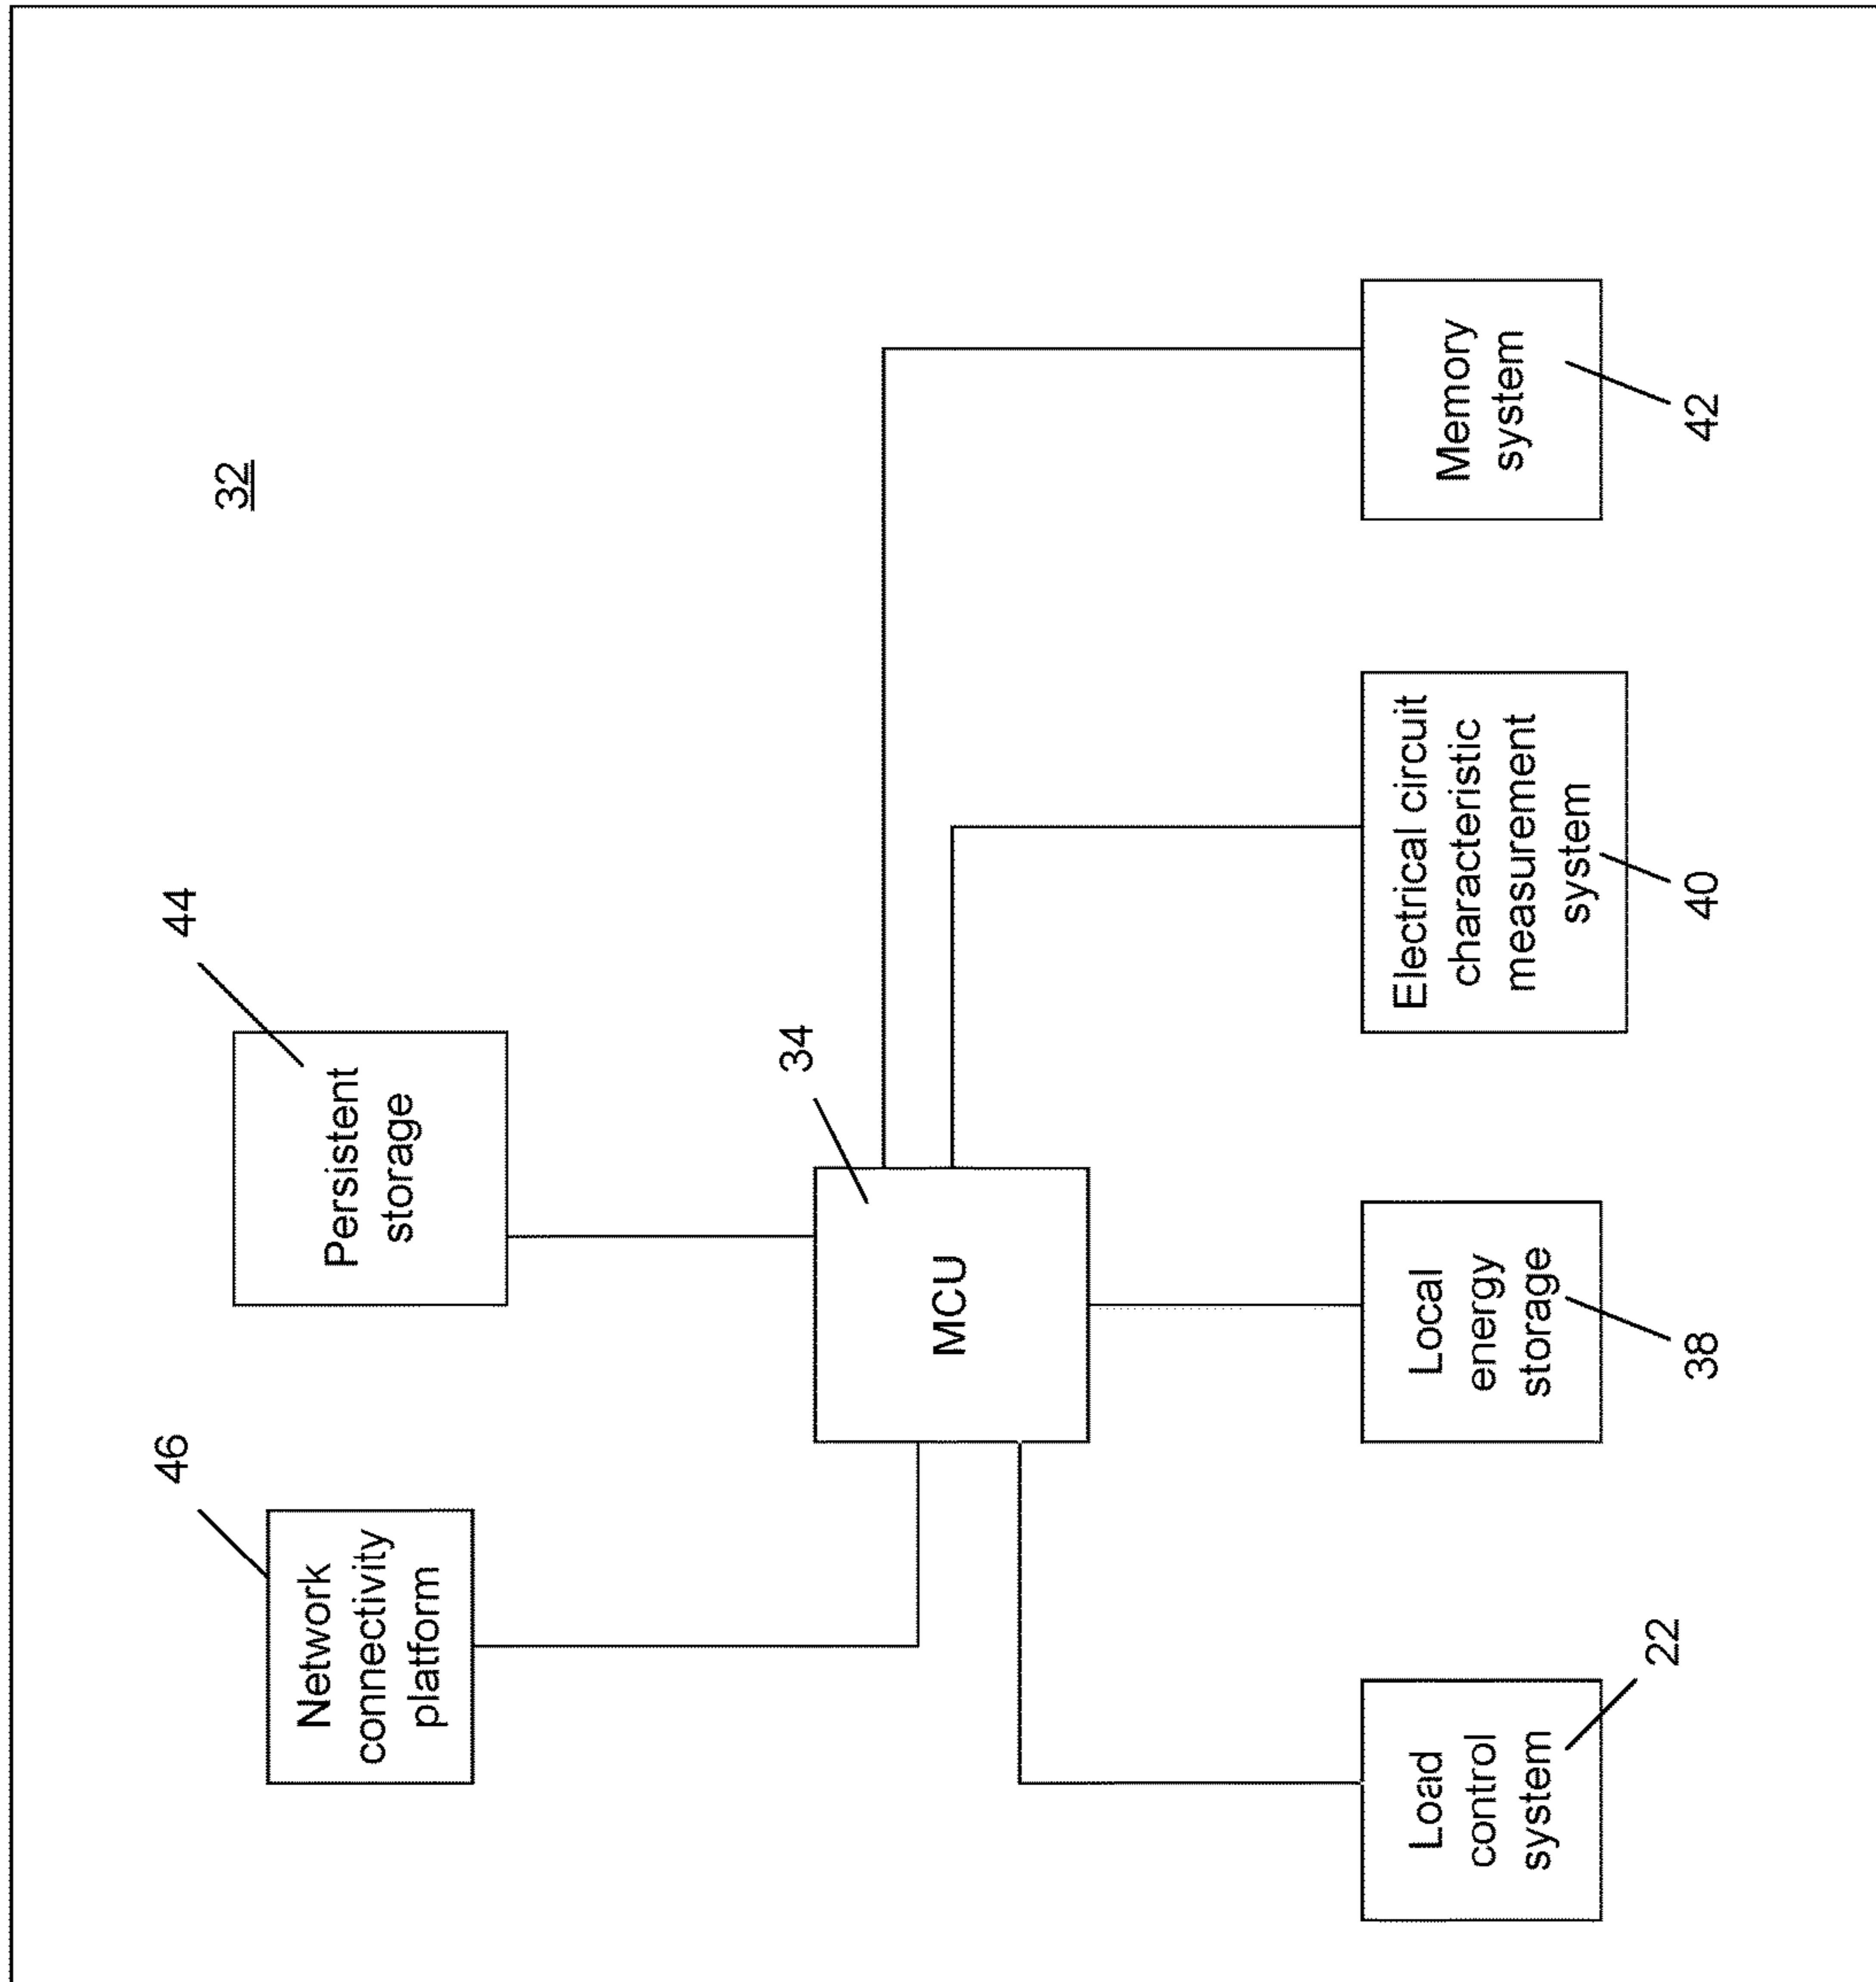 32
46
Network
connectivity
platform
44
Persistent
storage
34
MCU
Load
control
system
22
Local
energy
storage
38
Electrical circuit
characteristic
measurement
system
40
Memory
system
42